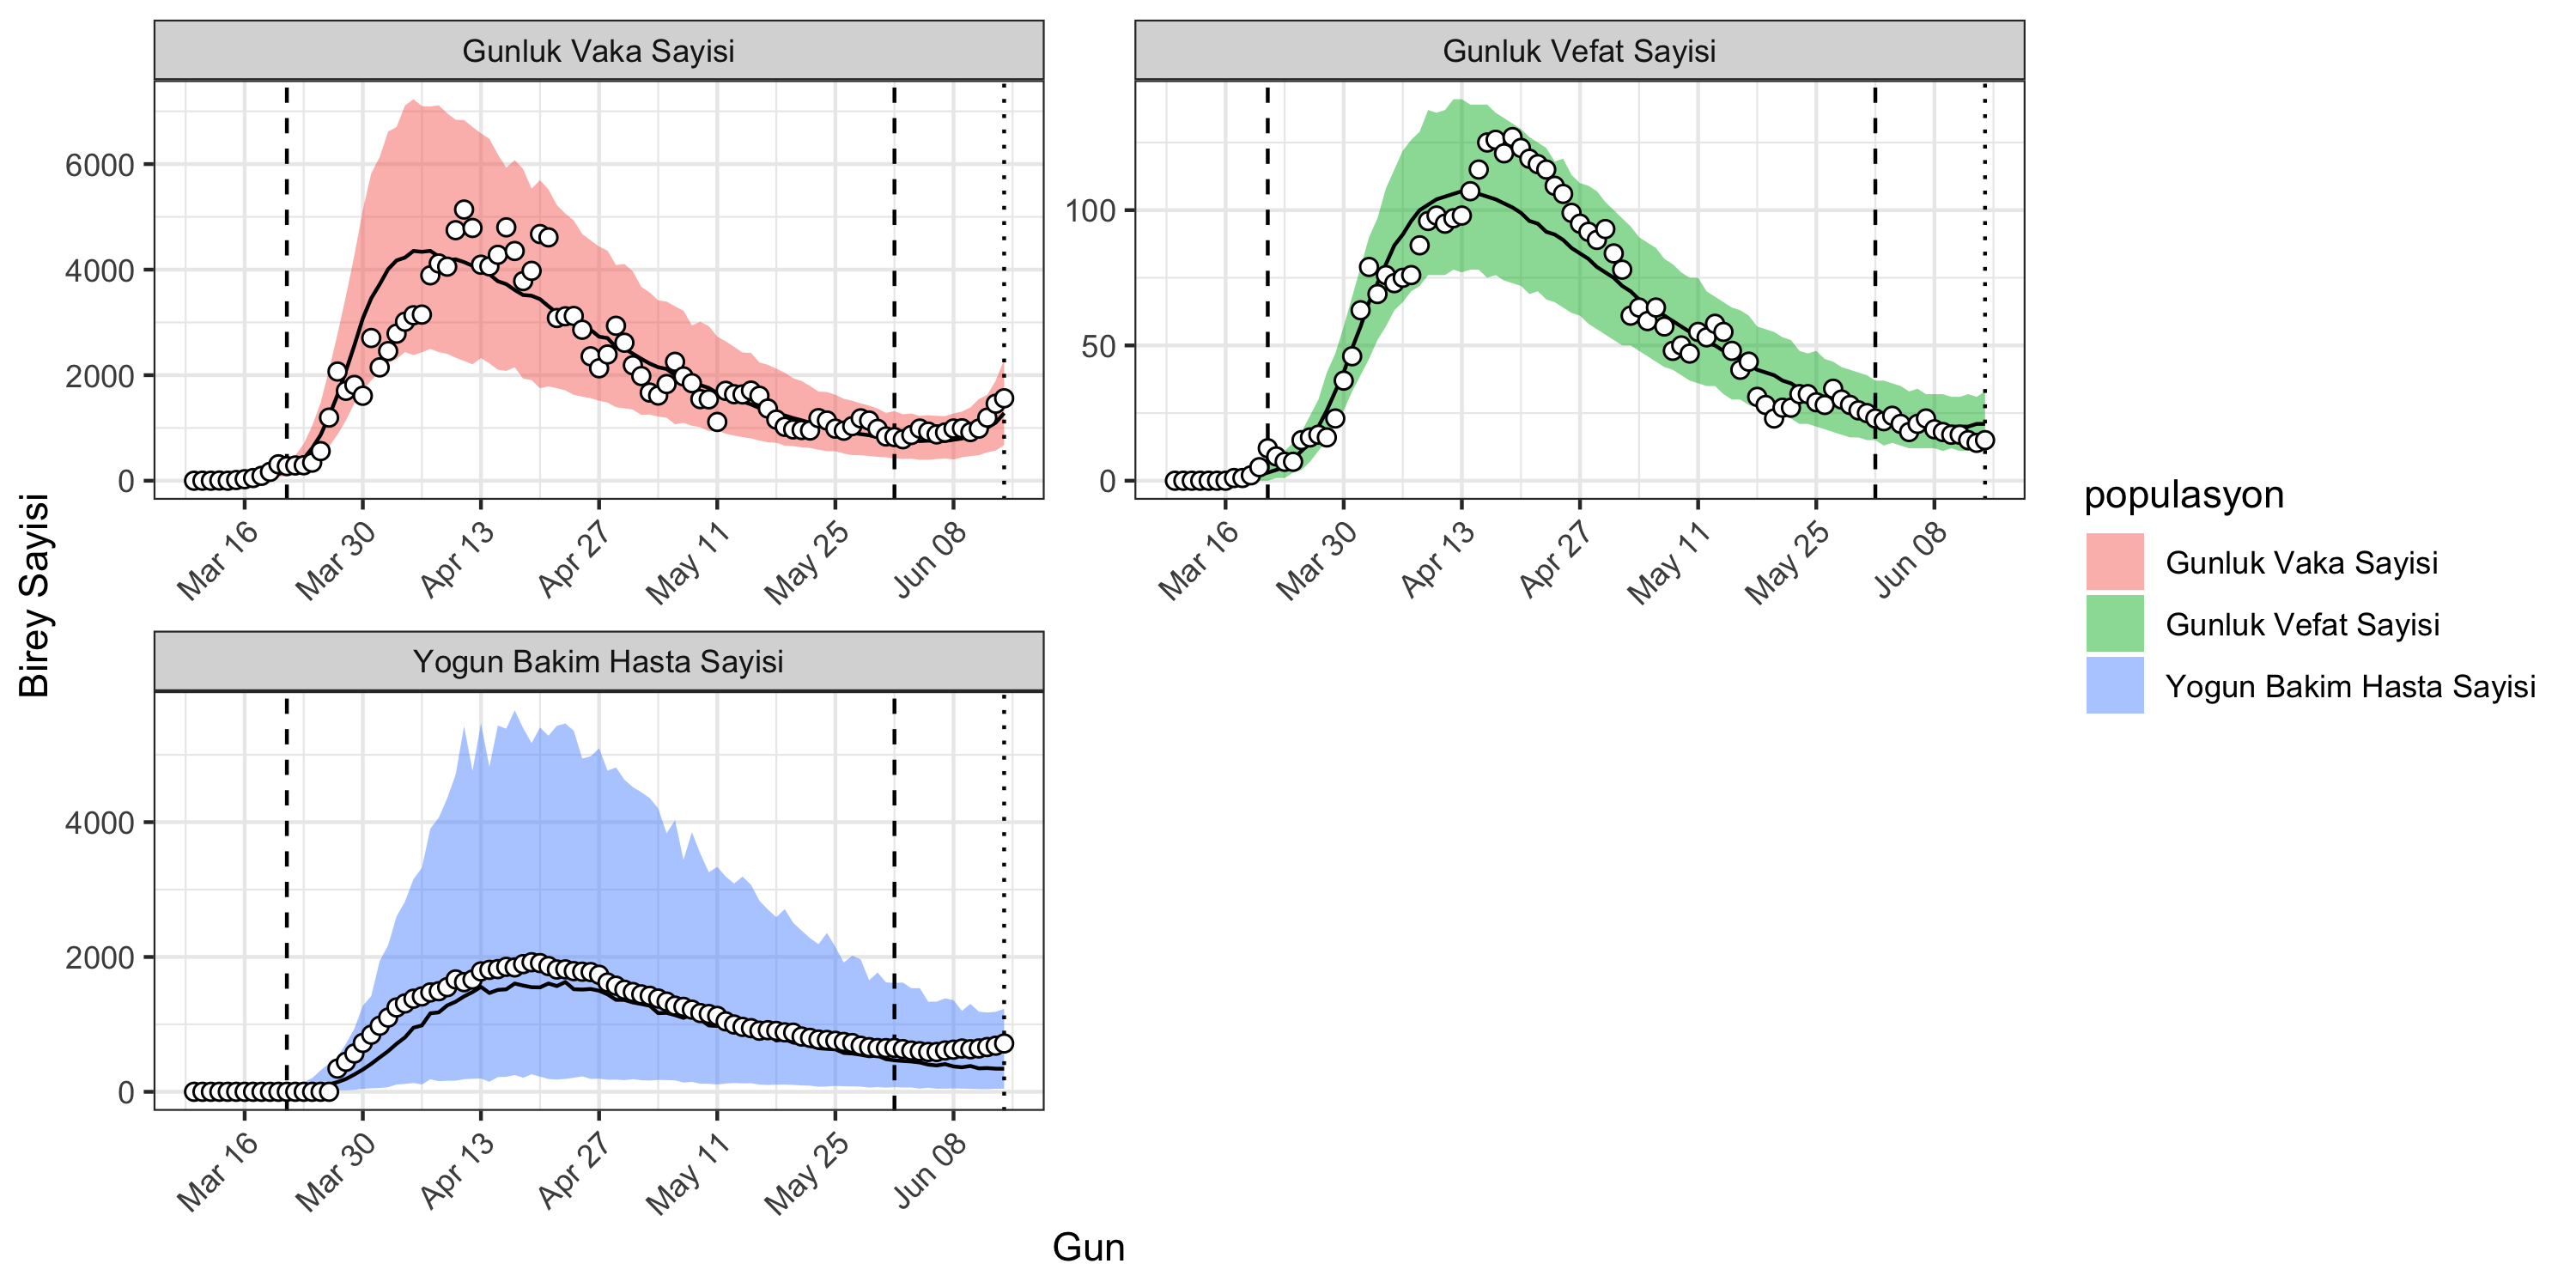 Gunluk Vaka Sayisi
6000
4000
2000
0
Mar 16
Mar 30
Apr 13
Apr 27
May 11
May 25
Jun 08
Gunluk Vefat Sayisi
100
50
0
Mar 16
Mar 30
Apr 13
Apr 27
May 11
May 25
Jun 08
Yogun Bakim Hasta Sayisi
4000
2000
0
Mar 16
Mar 30
Apr 13
Apr 27
May 11
May 25
Jun 08
Birey Sayisi
Gun
populasyon
Gunluk Vaka Sayisi
Gunluk Vefat Sayisi
Yogun Bakim Hasta Sayisi